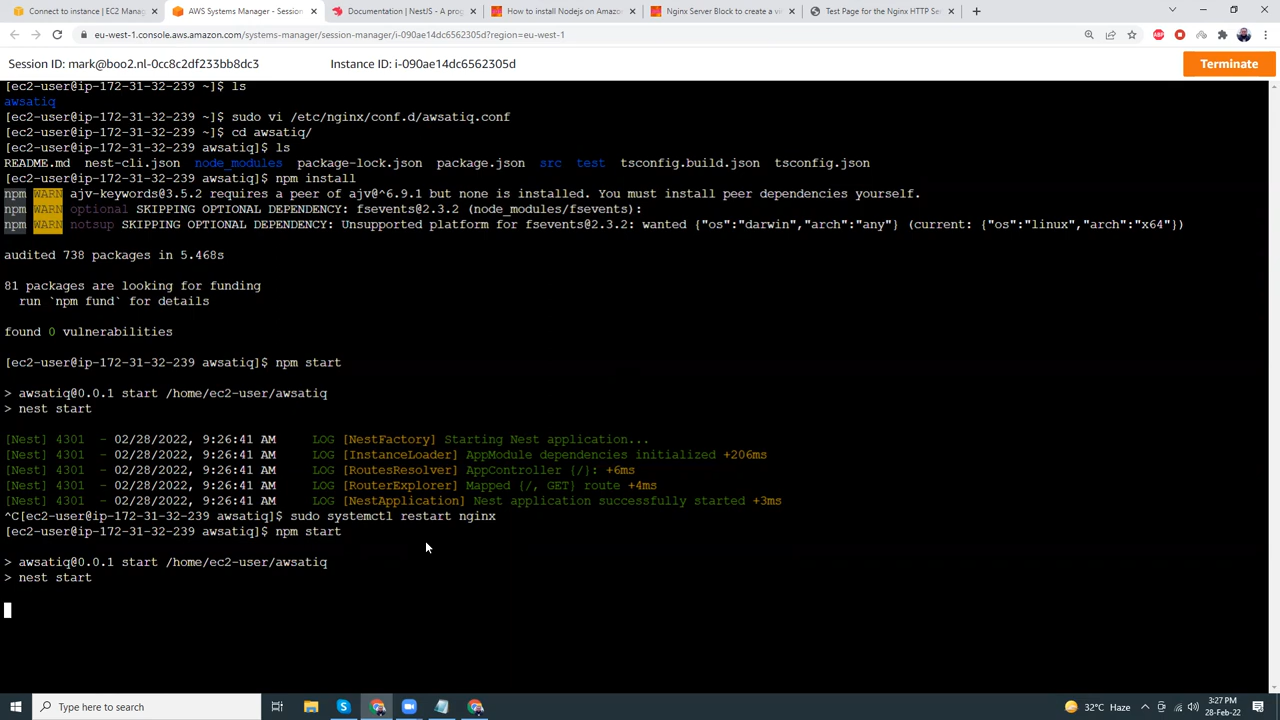 Connect to instance | EC2 Manag
AWS Systems Manager - Session
Documentation | NestJS - A prog
How to install Nodejs on Amazon
Nginx Server Block to create a vi
Test Page for the Nginx HTTP Se
eu-west-1.console.aws.amazon.com/systems-manager/session-manager/i-090ae14dc6562305d?region=eu-west-1
Session ID: mark@boo2.nl-0cc8c2df233bb8dc3 Instance ID: i-090ae14dc6562305d Terminate
[ec2-user@ip-172-31-32-239 ~]$ ls
awsatiq
[ec2-user@ip-172-31-32-239 ~]$ sudo vi /etc/nginx/conf.d/awsatiq.conf
[ec2-user@ip-172-31-32-239 ~]$ cd awsatiq/
[ec2-user@ip-172-31-32-239 awsatiq]$ ls
README.md nest-cli.json node_modules package-lock.json package.json src test tsconfig.build.json tsconfig.json
[ec2-user@ip-172-31-32-239 awsatiq]$ npm install
npm WARN ajv-keywords@3.5.2 requires a peer of ajv@^6.9.1 but none is installed. You must install peer dependencies yourself.
npm WARN optional SKIPPING OPTIONAL DEPENDENCY: fsevents@2.3.2 (node_modules/fsevents):
npm WARN notsup SKIPPING OPTIONAL DEPENDENCY: Unsupported platform for fsevents@2.3.2: wanted {"os":"darwin","arch":"any"} (current: {"os":"linux","arch":"x64"})
audited 738 packages in 5.468s
81 packages are looking for funding
run `npm fund` for details
found 0 vulnerabilities
[ec2-user@ip-172-31-32-239 awsatiq]$ npm start
> awsatiq@0.0.1 start /home/ec2-user/awsatiq
> nest start
[Nest] 4301 - 02/28/2022, 9:26:41 AM LOG [NestFactory] Starting Nest application...
[Nest] 4301 - 02/28/2022, 9:26:41 AM LOG [InstanceLoader] AppModule dependencies initialized +206ms
[Nest] 4301 - 02/28/2022, 9:26:41 AM LOG [RoutesResolver] AppController {/}: +6ms
[Nest] 4301 - 02/28/2022, 9:26:41 AM LOG [RouterExplorer] Mapped {/, GET} route +4ms
[Nest] 4301 - 02/28/2022, 9:26:41 AM LOG [NestApplication] Nest application successfully started +3ms
^C[ec2-user@ip-172-31-32-239 awsatiq]$ sudo systemctl restart nginx
[ec2-user@ip-172-31-32-239 awsatiq]$ npm start
> awsatiq@0.0.1 start /home/ec2-user/awsatiq
> nest start
Type here to search
32°C Haze
3:27 PM
28-Feb-22